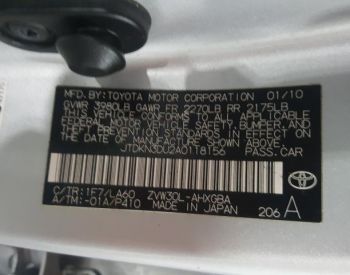 MFD. BY: TOYOTA MOTOR CORPORATION 01/10
GVWR 3980LB GAWR FR 2270LB RR 2175LB
THIS VEHICLE CONFORMS TO ALL APPLICABLE
FEDERAL MOTOR VEHICLE SAFETY, BUMPER,
AND THEFT PREVENTION STANDARDS IN EFFECT
ON THE DATE OF MANUFACTURE SHOWN ABOVE.
PASS. CAR
C/TR: 1F7/LA60 ZVW30L-AHXGBA
A/TM: -01A/P410 MADE IN JAPAN 206 A
TOYOTA